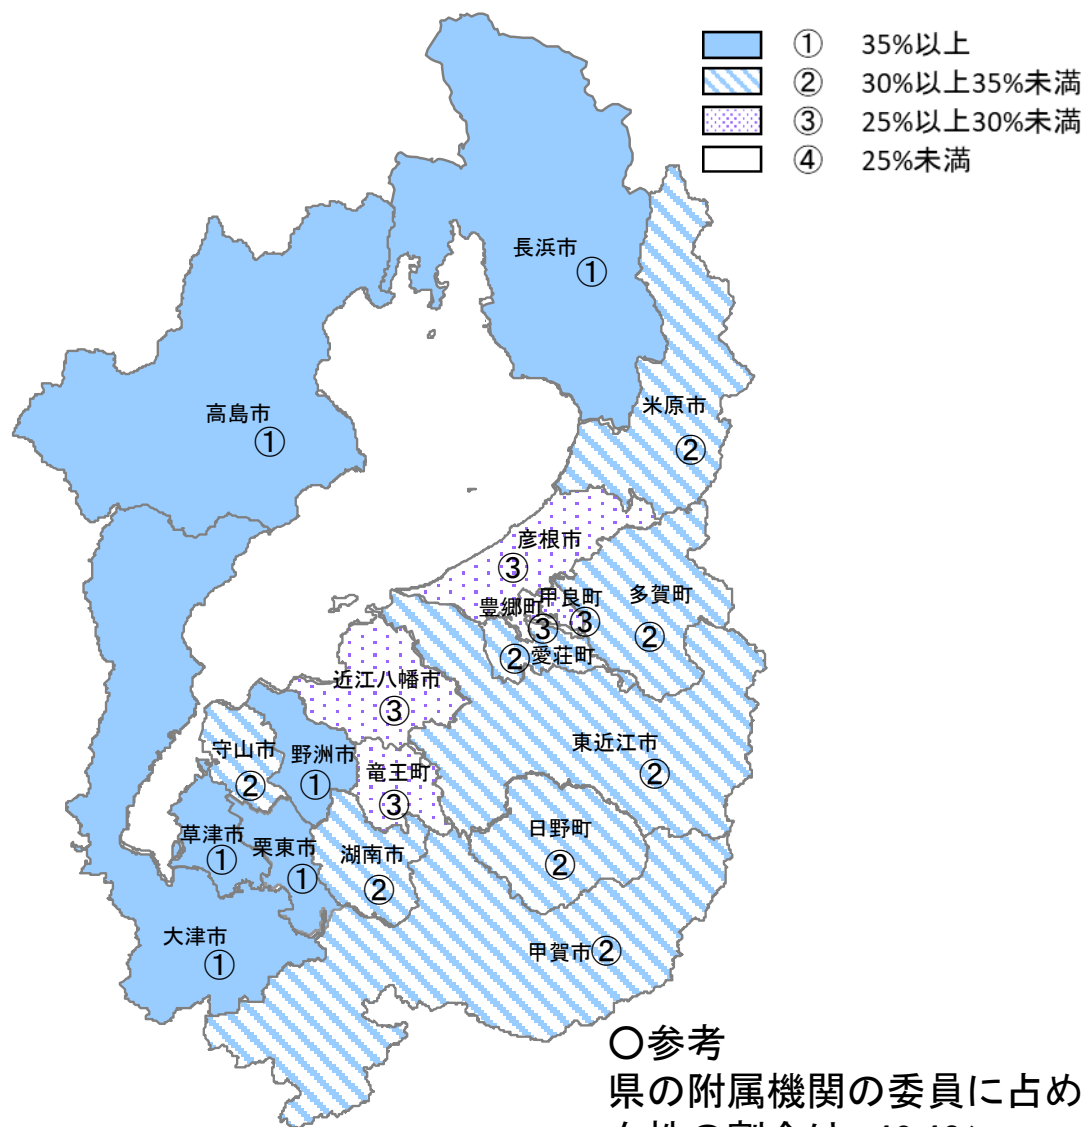 ① 35%以上
② 30%以上35%未満
③ 25%以上30%未満
④ 25%未満
長浜市
①
高島市
①
米原市
②
彦根市
③
豊郷町
③
甲良町
③
多賀町
②
②
愛荘町
近江八幡市
③
東近江市
②
守山市
②
野洲市
①
竜王町
③
草津市
①
栗東市
①
湖南市
②
日野町
②
大津市
①
甲賀市②
〇参考
県の附属機関の委員に占め